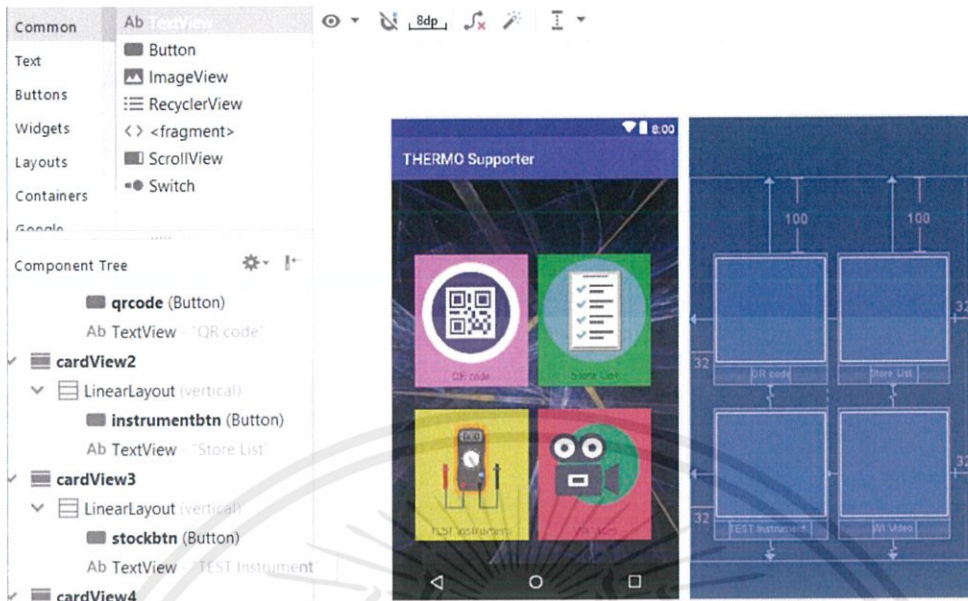 Common
Text
Buttons
Widgets
Layouts
Containers
Google
Ab TextView
Button
ImageView
RecyclerView
<fragment>
ScrollView
Switch
8dp
Component Tree
qrcode (Button)
Ab TextView - "QR code"
cardView2
LinearLayout (vertical)
instrumentbtn (Button)
Ab TextView - "Store List"
cardView3
LinearLayout (vertical)
stockbtn (Button)
Ab TextView - "TEST Instrument"
cardView4
8:00
THERMO Supporter
QR code
Store List
TEST Instrument
100
100
32
32
QR code
Store List
32
32
TEST Instrument
Video